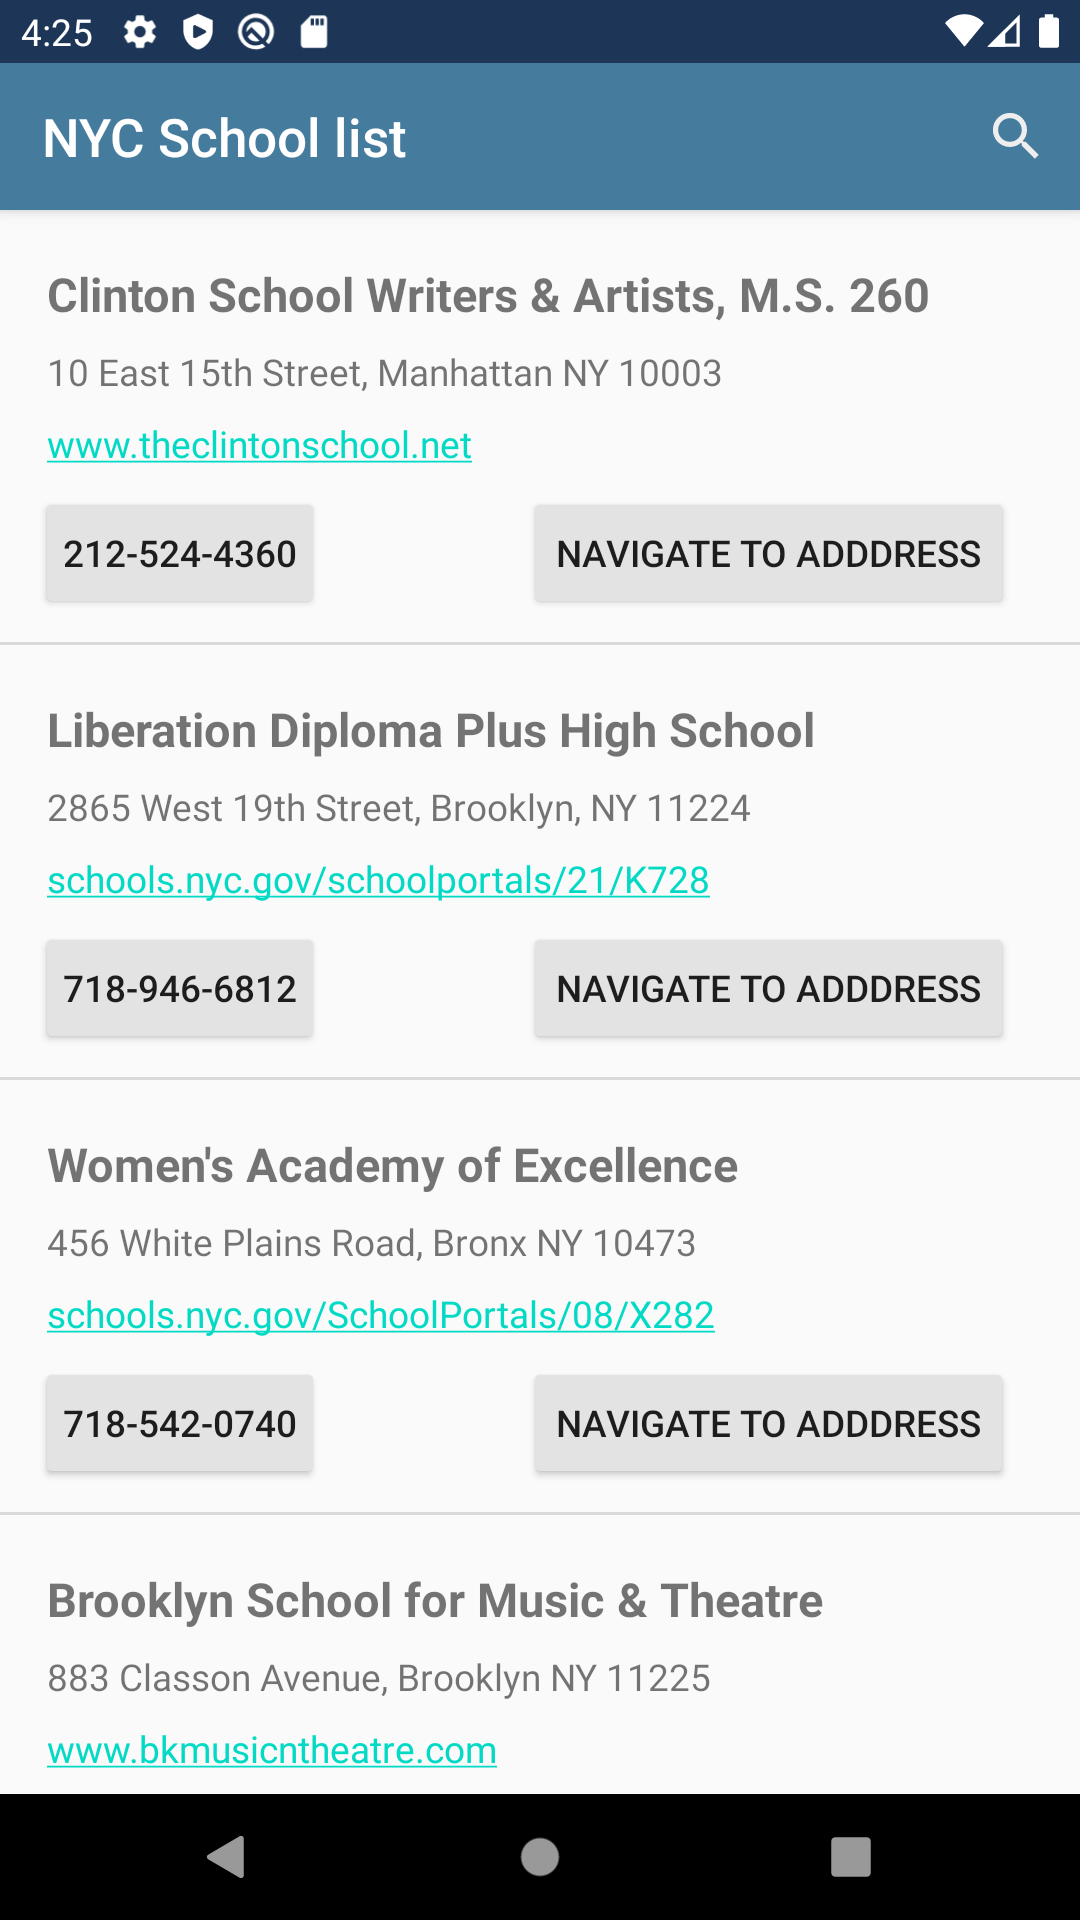 4:25
NYC School list
Clinton School Writers & Artists, M.S. 260
10 East 15th Street, Manhattan NY 10003
www.theclintonschool.net
212-524-4360
NAVIGATE TO ADDDRESS
Liberation Diploma Plus High School
2865 West 19th Street, Brooklyn, NY 11224
schools.nyc.gov/schoolportals/21/K728
718-946-6812
NAVIGATE TO ADDDRESS
Women's Academy of Excellence
456 White Plains Road, Bronx NY 10473
schools.nyc.gov/SchoolPortals/08/X282
718-542-0740
NAVIGATE TO ADDDRESS
Brooklyn School for Music & Theatre
883 Classon Avenue, Brooklyn NY 11225
www.bkmusicntheatre.com